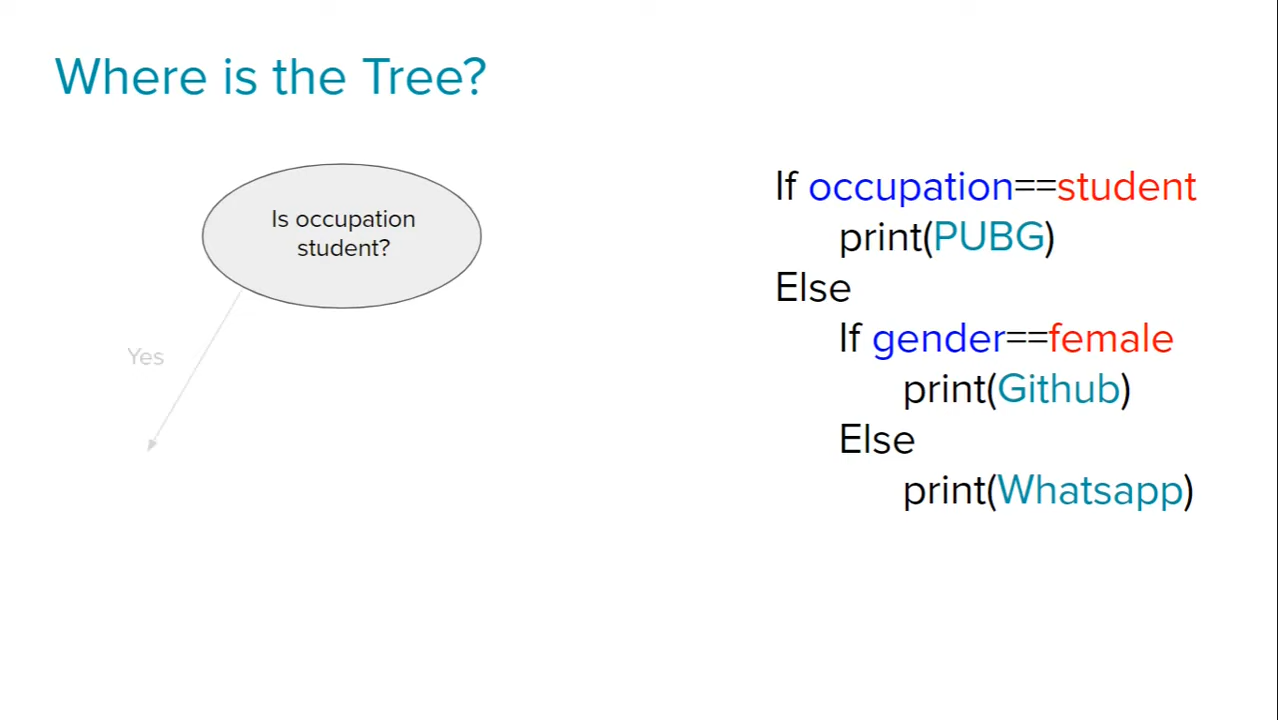 Where is the Tree?
Is occupation
student?
Yes
If occupation==student
print(PUBG)
Else
If gender==female
print(Github)
Else
print(Whatsapp)